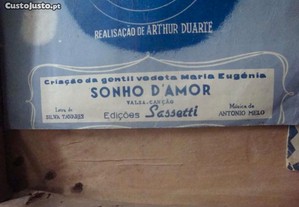 CustoJusto.pt
REALISAÇÃO DE ARTHUR DUARTE
Criação da gentil vedeta Maria Eugénia
SONHO D'AMOR
VALSA-CANÇÃO
Letra de
SILVA TAVARES
Edições Sassetti
Música de
ANTONIO MELO